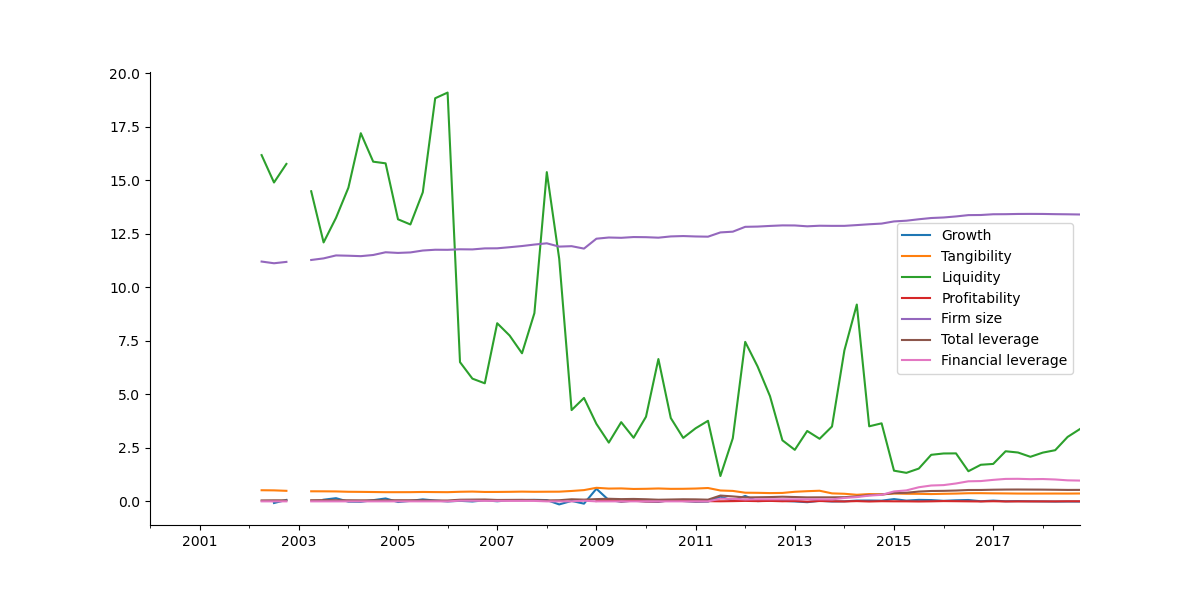 20.0
17.5
15.0
12.5
10.0
7.5
5.0
2.5
0.0
2001 2003 2005 2007 2009 2011 2013 2015 2017
Growth
Tangibility
Liquidity
Profitability
Firm size
Total leverage
Financial leverage